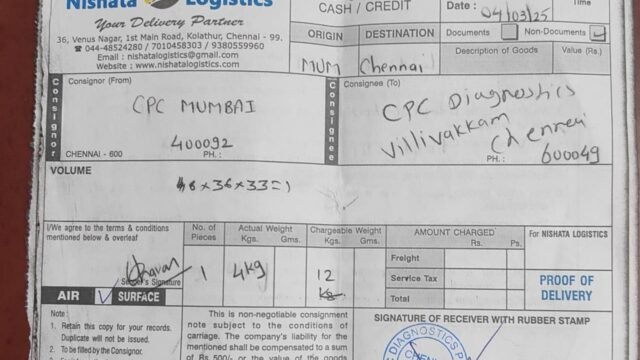 Nishata Logistics
Your Delivery Partner
36, Venus Nagar, 1st Main Road, Kolathur, Chennai - 99.
☎ 044-48524280 / 7010458303 / 9380559960
Email : nishatalogistics@gmail.com
Website : www.nishatalogistics.com
CASH / CREDIT
Date : 04/03/25
Time
ORIGIN
DESTINATION
Documents
Non-Documents
MUM
Chennai
Description of Goods
Value (Rs.)
Consignor
Consignor (From)
CPC MUMBAI
400092
CHENNAI - 600
PH. :
Consignee
Consignee (To)
CPC Diagnostics
Villivakkam
Chennai
PH. :
600049
VOLUME
x 36 x 33 = 1
I/We agree to the terms & conditions
mentioned below & overleaf
Signature
AIR
SURFACE
No. of
Pieces
1
Actual Weight
Kgs. Gms.
4kg
Chargeable Weight
Kgs. Gms.
12
AMOUNT CHARGED
Rs. Ps.
Freight
Service Tax
Total
For NISHATA LOGISTICS
PROOF OF
DELIVERY
Note :
1. Retain this copy for your records.
Duplicate will not be issued.
2. To be filled by the Consignor.
This is non-negotiable consignment
note subject to the conditions of
carriage. The company's liability for
mentioned shall be compensated to a sum
of Rs 500/- or the value of the goods
SIGNATURE OF RECEIVER WITH RUBBER STAMP
DIAGNOSTICS